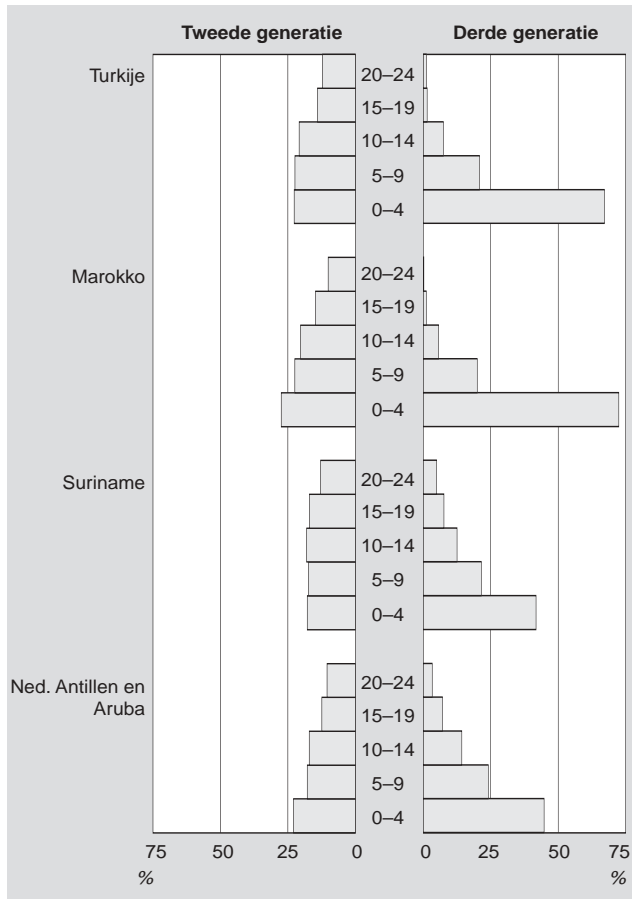 Tweede generatie Derde generatie
Turkije 20–24
15–19
10–14
5–9
0–4
Marokko 20–24
15–19
10–14
5–9
0–4
Suriname 20–24
15–19
10–14
5–9
0–4
Ned. Antillen en 20–24
Aruba 15–19
10–14
5–9
0–4
75 50 25 0 0 25 50 75
% %